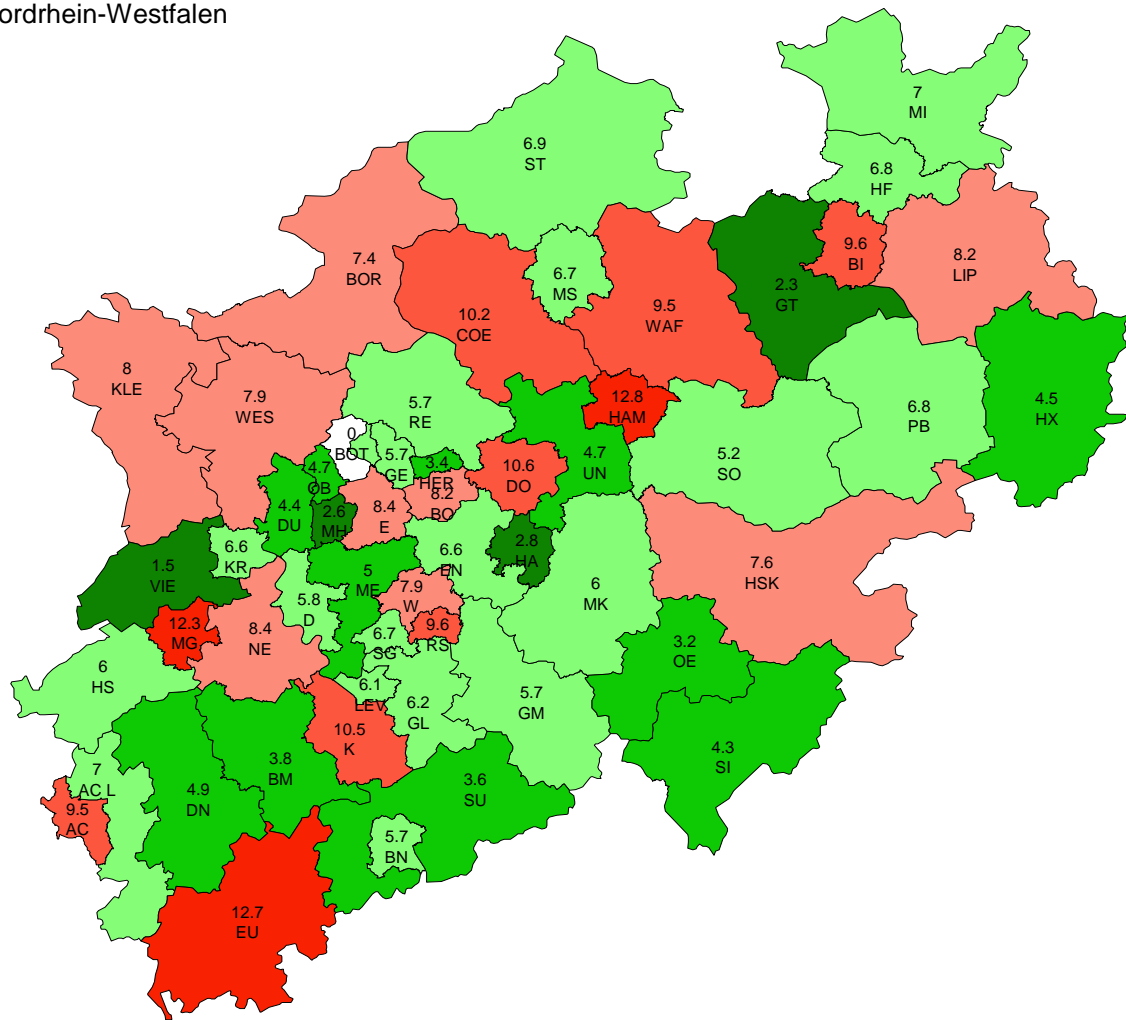 ordrhein-Westfalen
7
MI
6.9
ST
6.8
HF
9.6
BI
8.2
LIP
7.4
BOR
6.7
MS
2.3
GT
9.5
WAF
10.2
COE
8
KLE
7.9
WES
5.7
RE
12.8
HAM
6.8
PB
4.5
HX
0
BOT
5.7
GE
3.4
HER
4.7
UN
5.2
SO
10.6
DO
4.7
OB
8.2
BO
4.4
DU
2.6
MH
8.4
E
2.8
HA
6.6
KR
6.6
EN
1.5
VIE
5
ME
7.6
HSK
7.9
W
6
MK
5.8
D
12.3
MG
8.4
NE
9.6
RS
6.7
SG
3.2
OE
6
HS
6.1
LEV
6.2
GL
5.7
GM
10.5
K
4.3
SI
3.8
BM
7
AC L
4.9
DN
3.6
SU
9.5
AC
5.7
BN
12.7
EU